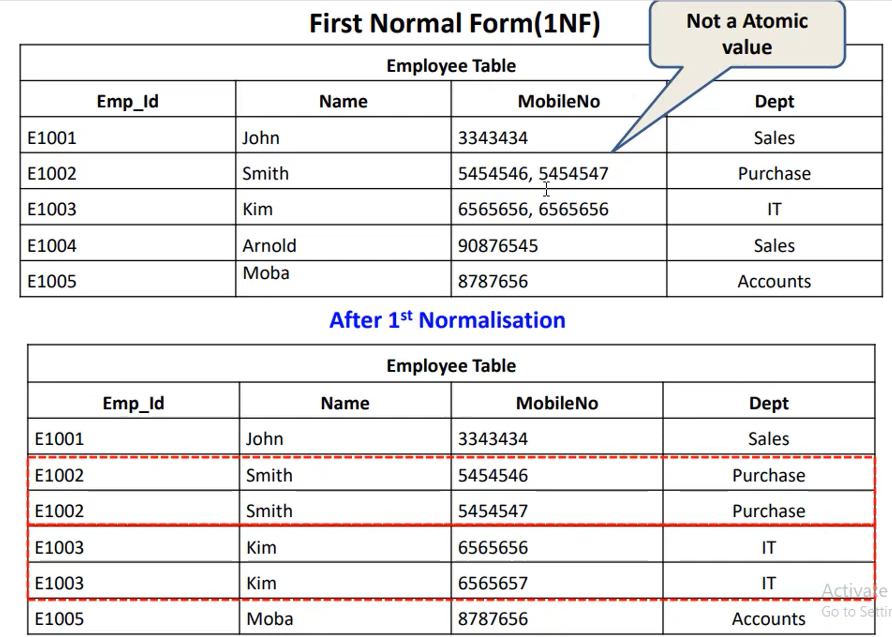 First Normal Form(1NF)
Not a Atomic
value
Employee Table
Emp_Id Name MobileNo Dept
E1001 John 3343434 Sales
E1002 Smith 5454546, 5454547 Purchase
E1003 Kim 6565656, 6565656 IT
E1004 Arnold 90876545 Sales
E1005 Moba 8787656 Accounts
After 1st Normalisation
Employee Table
Emp_Id Name MobileNo Dept
E1001 John 3343434 Sales
E1002 Smith 5454546 Purchase
E1002 Smith 5454547 Purchase
E1003 Kim 6565656 IT
E1003 Kim 6565657 IT
E1005 Moba 8787656 Accounts
Activate
Go to